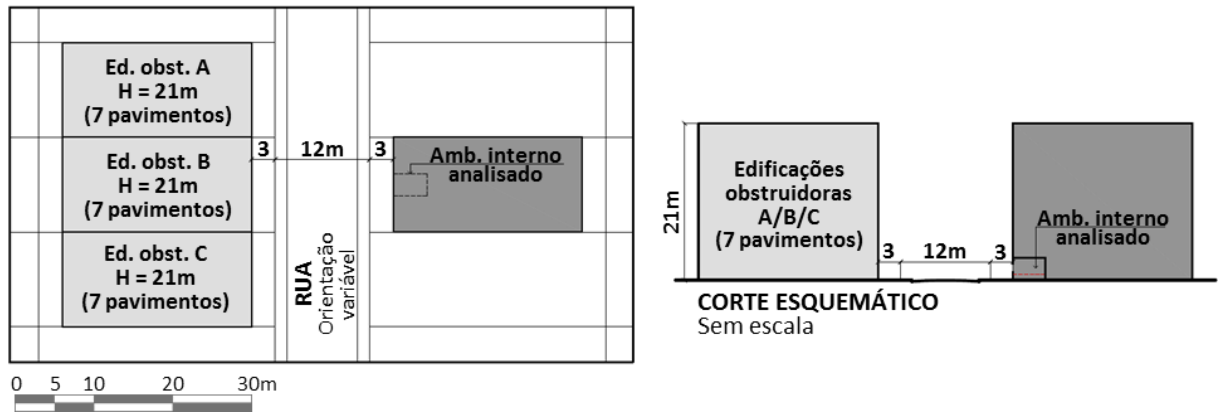 Ed. obst. A
H = 21m
(7 pavimentos)
Ed. obst. B
H = 21m
(7 pavimentos)
Ed. obst. C
H = 21m
(7 pavimentos)
3
12m
3
RUA
Orientação
variável
Amb. interno
analisado
0 5 10 20 30m
21m
Edificações
obstruidoras
A/B/C
(7 pavimentos)
3
12m
3
Amb. interno
analisado
CORTE ESQUEMÁTICO
Sem escala